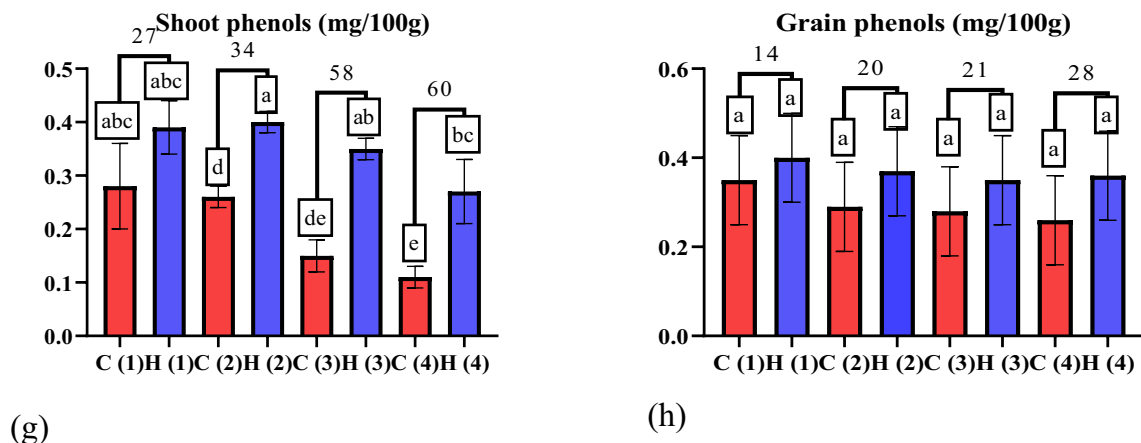 Shoot phenols (mg/100g)
27
34
58
60
0.5
0.4
0.3
0.2
0.1
0.0
abc
abc
d
a
de
ab
e
bc
C (1)H (1) C (2)H (2) C (3)H (3) C (4)H (4)
(g)
Grain phenols (mg/100g)
14
20
21
28
0.6
0.4
0.2
0.0
a
a
a
a
a
a
a
a
C (1)H (1) C (2)H (2) C (3)H (3) C (4)H (4)
(h)